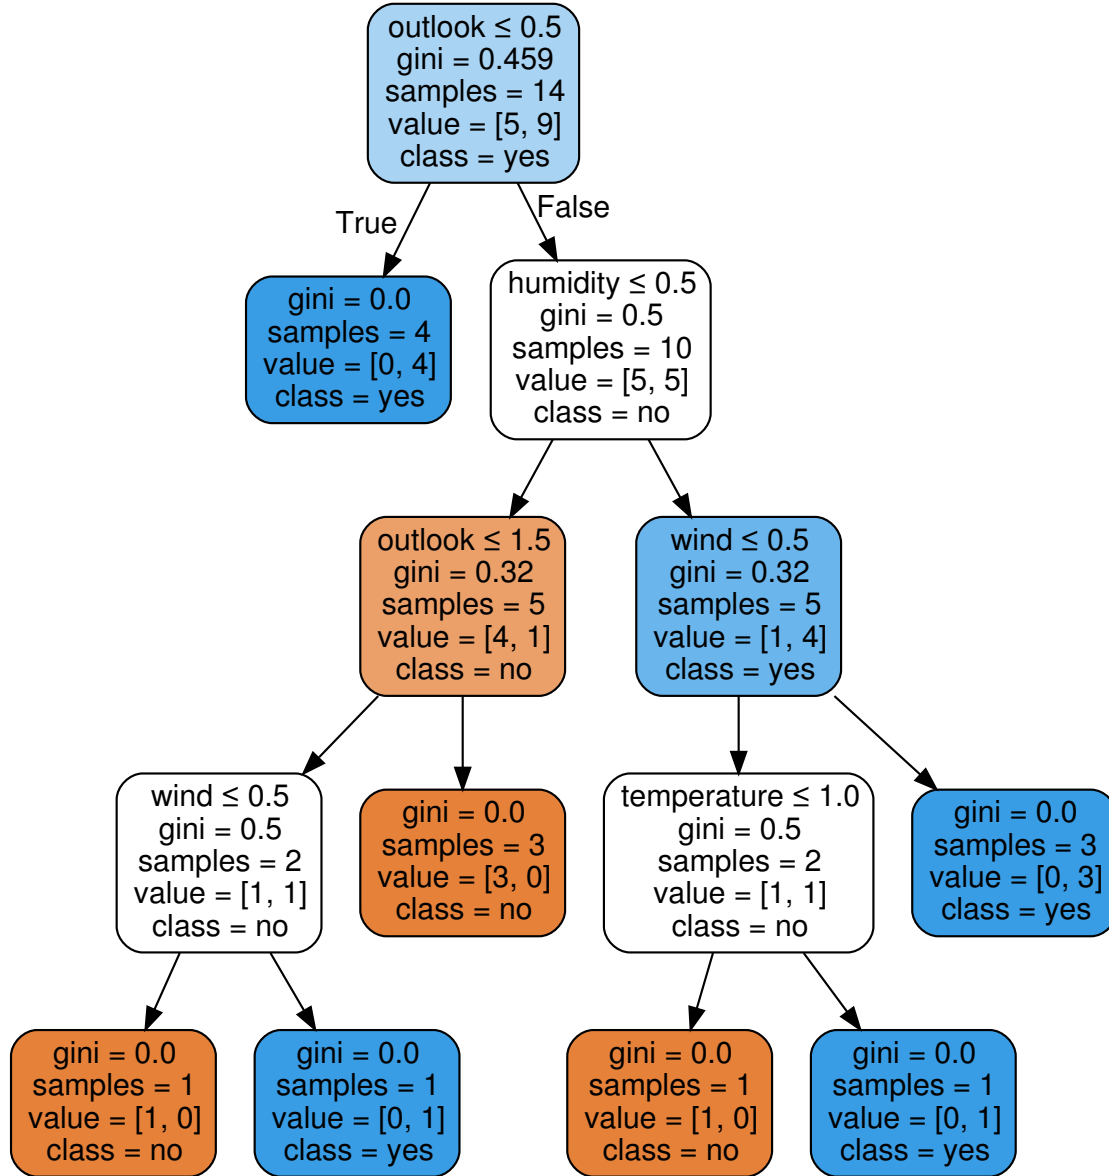 outlook ≤ 0.5
gini = 0.459
samples = 14
value = [5, 9]
class = yes
True
False
gini = 0.0
samples = 4
value = [0, 4]
class = yes
humidity ≤ 0.5
gini = 0.5
samples = 10
value = [5, 5]
class = no
outlook ≤ 1.5
gini = 0.32
samples = 5
value = [4, 1]
class = no
wind ≤ 0.5
gini = 0.32
samples = 5
value = [1, 4]
class = yes
wind ≤ 0.5
gini = 0.5
samples = 2
value = [1, 1]
class = no
gini = 0.0
samples = 3
value = [3, 0]
class = no
temperature ≤ 1.0
gini = 0.5
samples = 2
value = [1, 1]
class = no
gini = 0.0
samples = 3
value = [0, 3]
class = yes
gini = 0.0
samples = 1
value = [1, 0]
class = no
gini = 0.0
samples = 1
value = [0, 1]
class = yes
gini = 0.0
samples = 1
value = [1, 0]
class = no
gini = 0.0
samples = 1
value = [0, 1]
class = yes